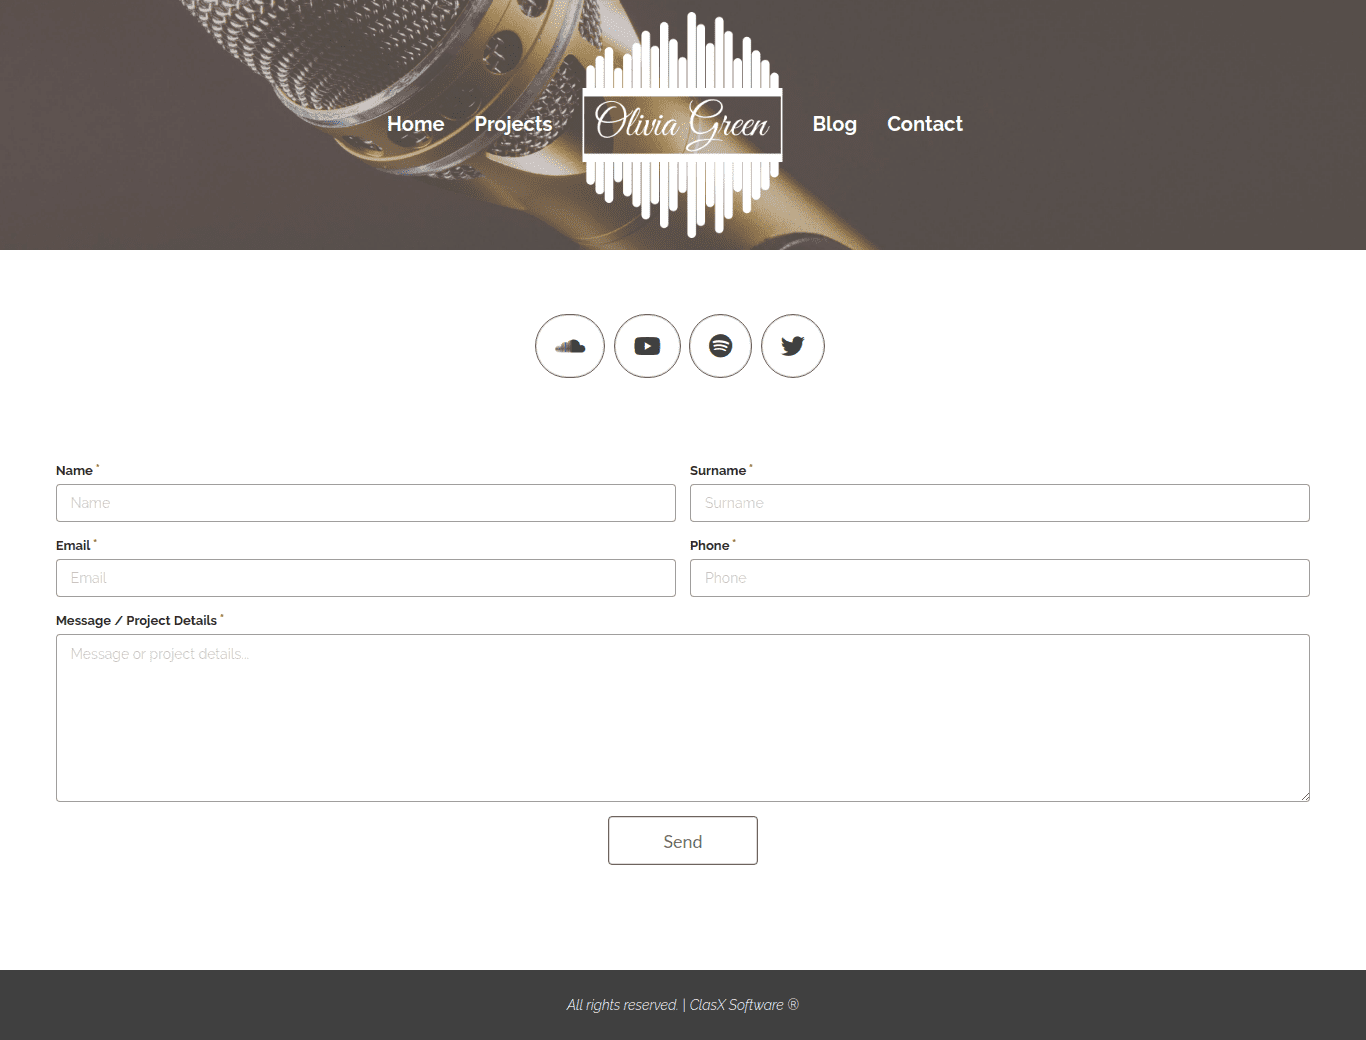 Home Projects Olivia Green Blog Contact
Name * Surname *
Name Surname
Email * Phone *
Email Phone
Message / Project Details *
Message or project details...
Send
All rights reserved. | ClasX Software ®